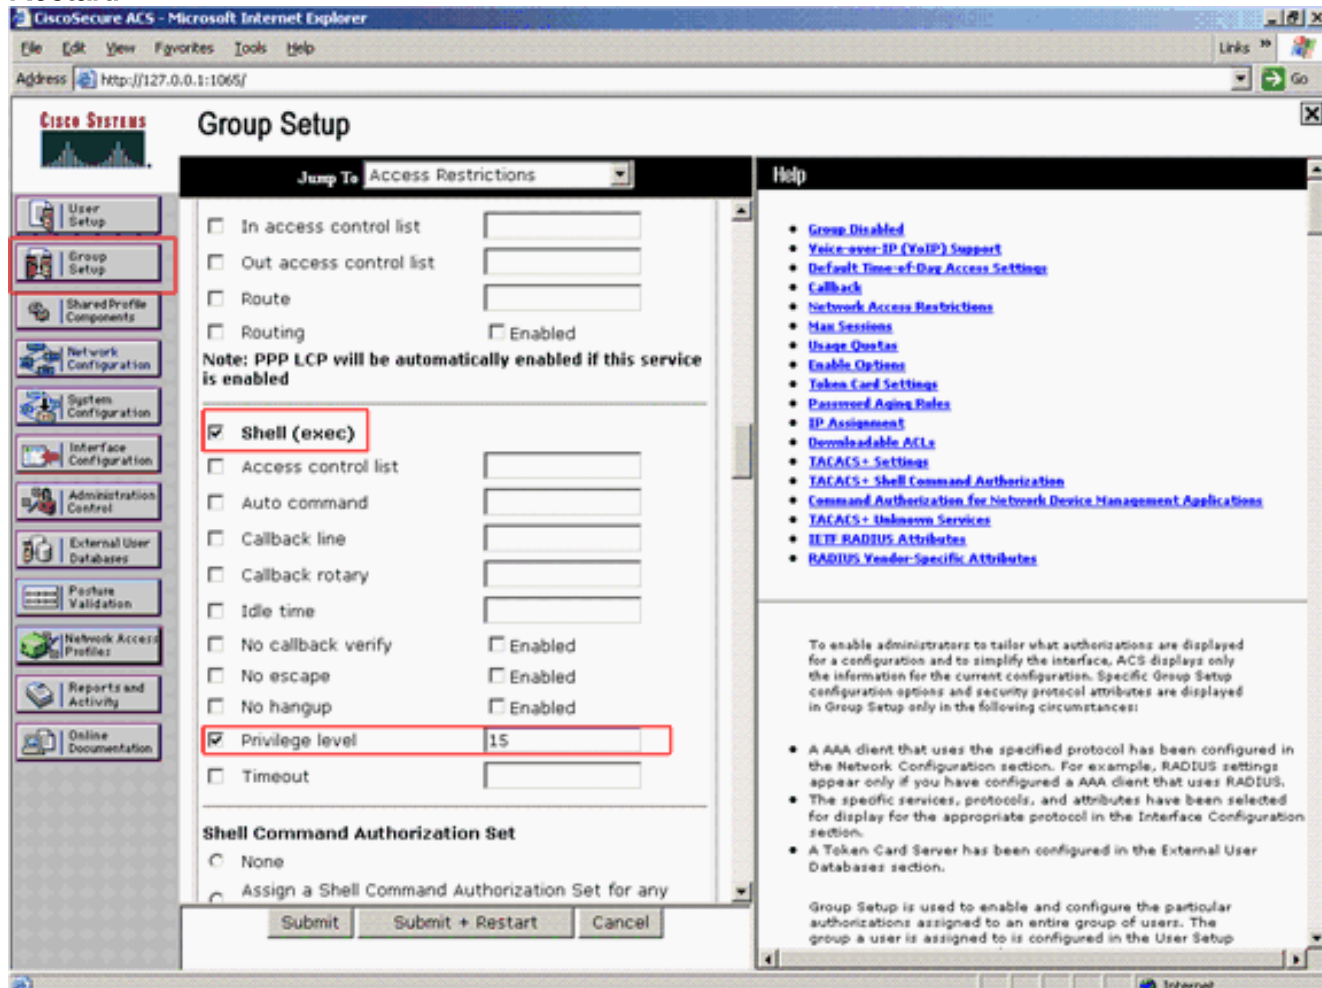 CiscoSecure ACS - Microsoft Internet Explorer
File Edit View Favorites Tools Help
Links »
Address http://127.0.0.1:1065/
Go
CISCO SYSTEMS
Group Setup
Jump To Access Restrictions
User Setup
Group Setup
Shared Profile Components
Network Configuration
System Configuration
Interface Configuration
Administration Control
External User Databases
Posture Validation
Network Access Profiles
Reports and Activity
Online Documentation
In access control list
Out access control list
Route
Routing Enabled
Note: PPP LCP will be automatically enabled if this service
is enabled
Shell (exec)
Access control list
Auto command
Callback line
Callback rotary
Idle time
No callback verify Enabled
No escape Enabled
No hangup Enabled
Privilege level 15
Timeout
Shell Command Authorization Set
None
Assign a Shell Command Authorization Set for any
Submit Submit + Restart Cancel
Help
Group Disabled
Voice-over-IP (VoIP) Support
Default Time-of-Day Access Settings
Callback
Network Access Restrictions
Max Sessions
Usage Quotas
Enable Options
Token Card Settings
Password Aging Rules
IP Assignment
Downloadable ACLs
TACACS+ Settings
TACACS+ Shell Command Authorization
Command Authorization for Network Device Management Applications
TACACS+ Unknown Services
IETF RADIUS Attributes
RADIUS Vendor-Specific Attributes
To enable administrators to tailor what authorizations are displayed
for a configuration and to simplify the interface, ACS displays only
the information for the current configuration. Specific Group Setup
configuration options and security protocol attributes are displayed
in Group Setup only in the following circumstances:
A AAA client that uses the specified protocol has been configured in
the Network Configuration section. For example, RADIUS settings
appear only if you have configured a AAA client that uses RADIUS.
The specific services, protocols, and attributes have been selected
for display for the appropriate protocol in the Interface Configuration
section.
A Token Card Server has been configured in the External User
Databases section.
Group Setup is used to enable and configure the particular
authorizations assigned to an entire group of users. The
group a user is assigned to is configured in the User Setup
Internet